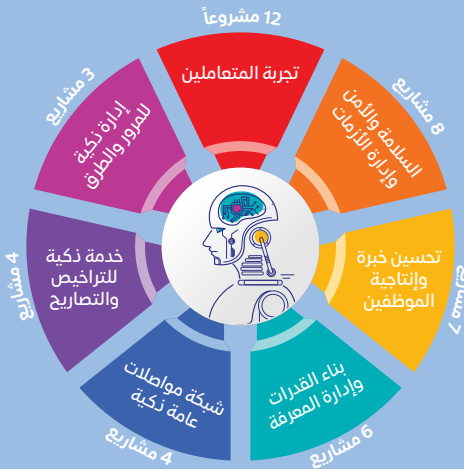 12 مشروعاً
تجربة المتعاملين
8 مشاريع
السلامة والأمن
وإدارة الأزمات
7 مشاريع
تحسين خبرة
وإنتاجية
الموظفين
6 مشاريع
بناء القدرات
وإدارة المعرفة
4 مشاريع
شبكة مواصلات
عامة ذكية
4 مشاريع
خدمة ذكية
للتراخيص
والتصاريح
3 مشاريع
إدارة ذكية
للمرور والطرق